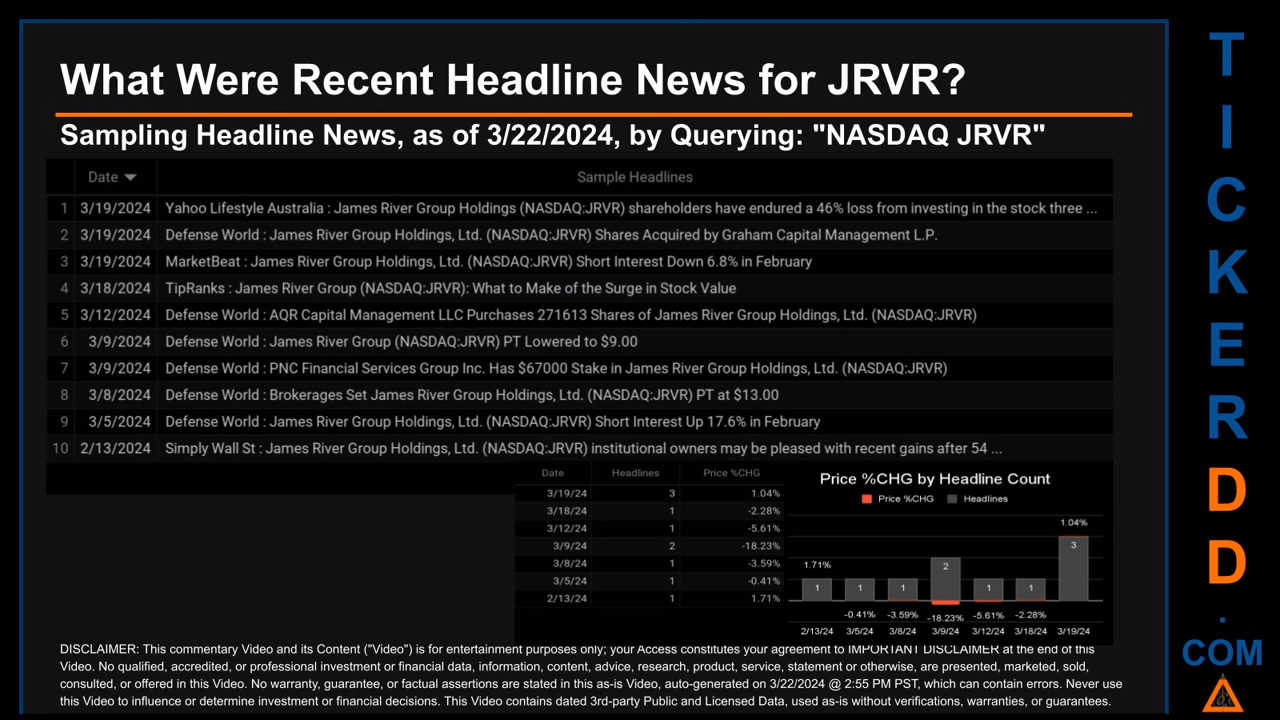 What Were Recent Headline News for JRVR?
Sampling Headline News, as of 3/22/2024, by Querying: "NASDAQ JRVR"
Date Sample Headlines
1 3/19/2024 Yahoo Lifestyle Australia : James River Group Holdings (NASDAQ:JRVR) shareholders have endured a 46% loss from investing in the stock three ...
2 3/19/2024 Defense World : James River Group Holdings, Ltd. (NASDAQ:JRVR) Shares Acquired by Graham Capital Management L.P.
3 3/19/2024 MarketBeat : James River Group Holdings, Ltd. (NASDAQ:JRVR) Short Interest Down 6.8% in February
4 3/18/2024 TipRanks : James River Group (NASDAQ:JRVR): What to Make of the Surge in Stock Value
5 3/12/2024 Defense World : AQR Capital Management LLC Purchases 271613 Shares of James River Group Holdings, Ltd. (NASDAQ:JRVR)
6 3/9/2024 Defense World : James River Group (NASDAQ:JRVR) PT Lowered to $9.00
7 3/9/2024 Defense World : PNC Financial Services Group Inc. Has $67000 Stake in James River Group Holdings, Ltd. (NASDAQ:JRVR)
8 3/8/2024 Defense World : Brokerages Set James River Group Holdings, Ltd. (NASDAQ:JRVR) PT at $13.00
9 3/5/2024 Defense World : James River Group Holdings, Ltd. (NASDAQ:JRVR) Short Interest Up 17.6% in February
10 2/13/2024 Simply Wall St : James River Group Holdings, Ltd. (NASDAQ:JRVR) institutional owners may be pleased with recent gains after 54 ...
Date Headlines Price %CHG
3/19/24 3 1.04%
3/18/24 1 -2.28%
3/12/24 1 -5.61%
3/9/24 2 -18.23%
3/8/24 1 -3.59%
3/5/24 1 -0.41%
2/13/24 1 1.71%
Price %CHG by Headline Count
Price %CHG Headlines
1.04%
3
1.71%
2
1 1 1 1 1
-0.41% -3.59% -18.23% -5.61% -2.28%
2/13/24 3/5/24 3/8/24 3/9/24 3/12/24 3/18/24 3/19/24
DISCLAIMER: This commentary Video and its Content ("Video") is for entertainment purposes only; your Access constitutes your agreement to IMPORTANT DISCLAIMER at the end of this
Video. No qualified, accredited, or professional investment or financial data, information, content, advice, research, product, service, statement or otherwise, are presented, marketed, sold,
consulted, or offered in this Video. No warranty, guarantee, or factual assertions are stated in this as-is Video, auto-generated on 3/22/2024 @ 2:55 PM PST, which can contain errors. Never use
this Video to influence or determine investment or financial decisions. This Video contains dated 3rd-party Public and Licensed Data, used as-is without verifications, warranties, or guarantees.
T
I
C
K
E
R
D
D
.
COM